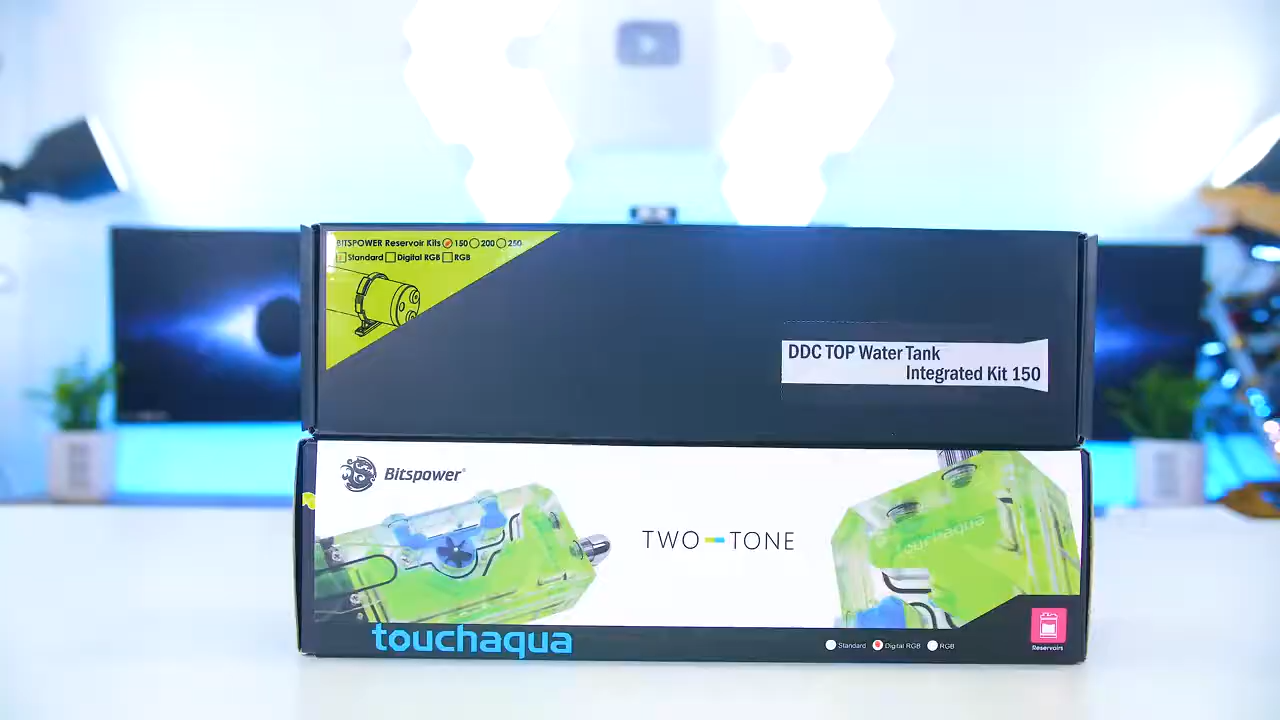 BITSPOWER Reservoir Kits 150 200 250
Standard Digital RGB RGB
DDC TOP Water Tank
Integrated Kit 150
Bitspower®
TWO-TONE
touchaqua
touchaqua
Standard Digital RGB RGB
Reservoirs